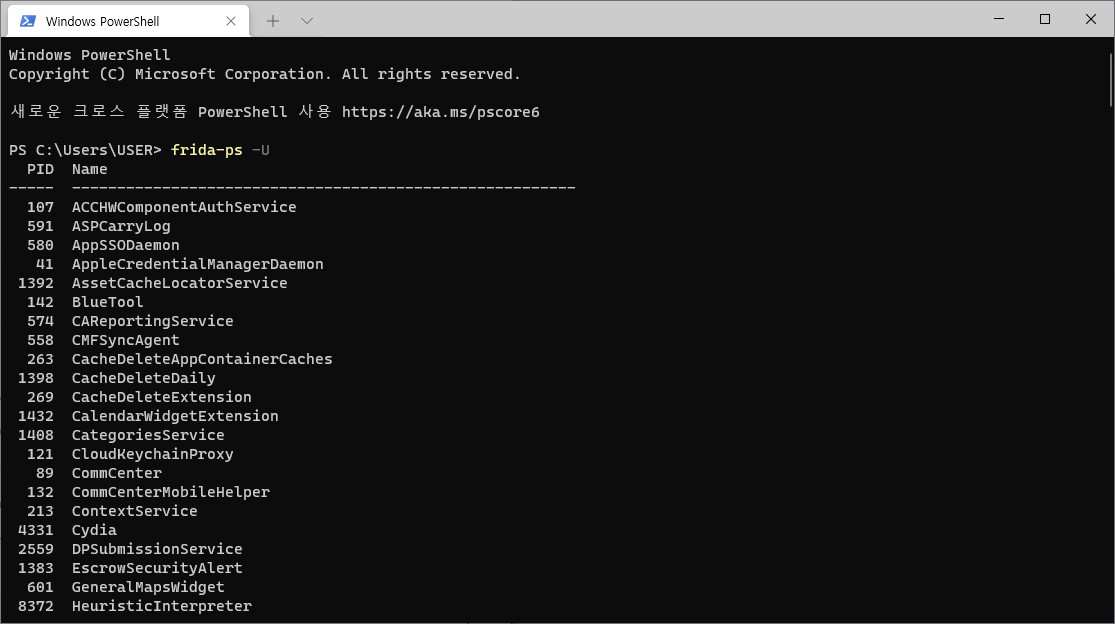 Windows PowerShell
Windows PowerShell
Copyright (C) Microsoft Corporation. All rights reserved.
새로운 크로스 플랫폼 PowerShell 사용 https://aka.ms/pscore6
PS C:\Users\USER> frida-ps -U
  PID  Name
-----  --------------------------------------------------------
  107  ACCHWComponentAuthService
  591  ASPCarryLog
  580  AppSSODaemon
   41  AppleCredentialManagerDaemon
 1392  AssetCacheLocatorService
  142  BlueTool
  574  CAReportingService
  558  CMFSyncAgent
  263  CacheDeleteAppContainerCaches
 1398  CacheDeleteDaily
  269  CacheDeleteExtension
 1432  CalendarWidgetExtension
 1408  CategoriesService
  121  CloudKeychainProxy
   89  CommCenter
  132  CommCenterMobileHelper
  213  ContextService
 4331  Cydia
 2559  DPSubmissionService
 1383  EscrowSecurityAlert
  601  GeneralMapsWidget
 8372  HeuristicInterpreter